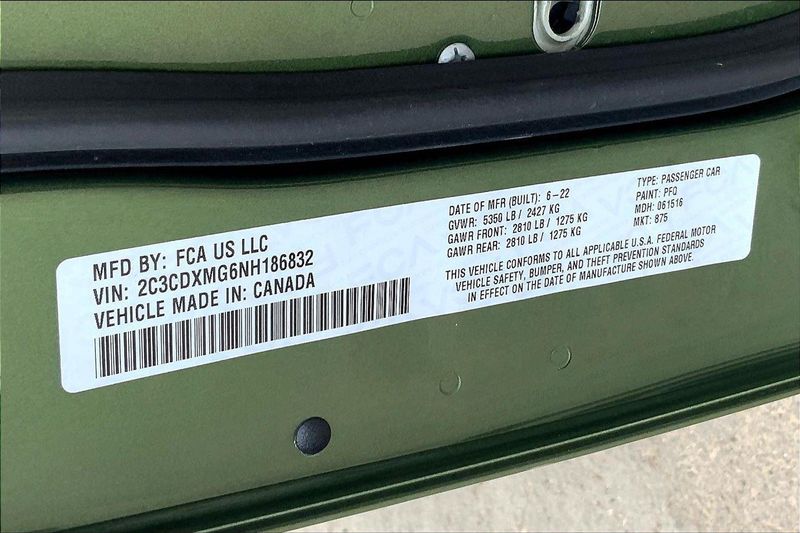 MFD BY: FCA US LLC
VIN: 2C3CDXMG6NH186832
VEHICLE MADE IN: CANADA
DATE OF MFR (BUILT): 6-22
GVWR: 5350 LB / 2427 KG
GAWR FRONT: 2810 LB / 1275 KG
GAWR REAR: 2810 LB / 1275 KG
TYPE: PASSENGER CAR
PAINT: PFQ
MDH: 061516
MKT: 875
THIS VEHICLE CONFORMS TO ALL APPLICABLE U.S.A. FEDERAL MOTOR
VEHICLE SAFETY, BUMPER, AND THEFT PREVENTION STANDARDS
IN EFFECT ON THE DATE OF MANUFACTURE SHOWN ABOVE